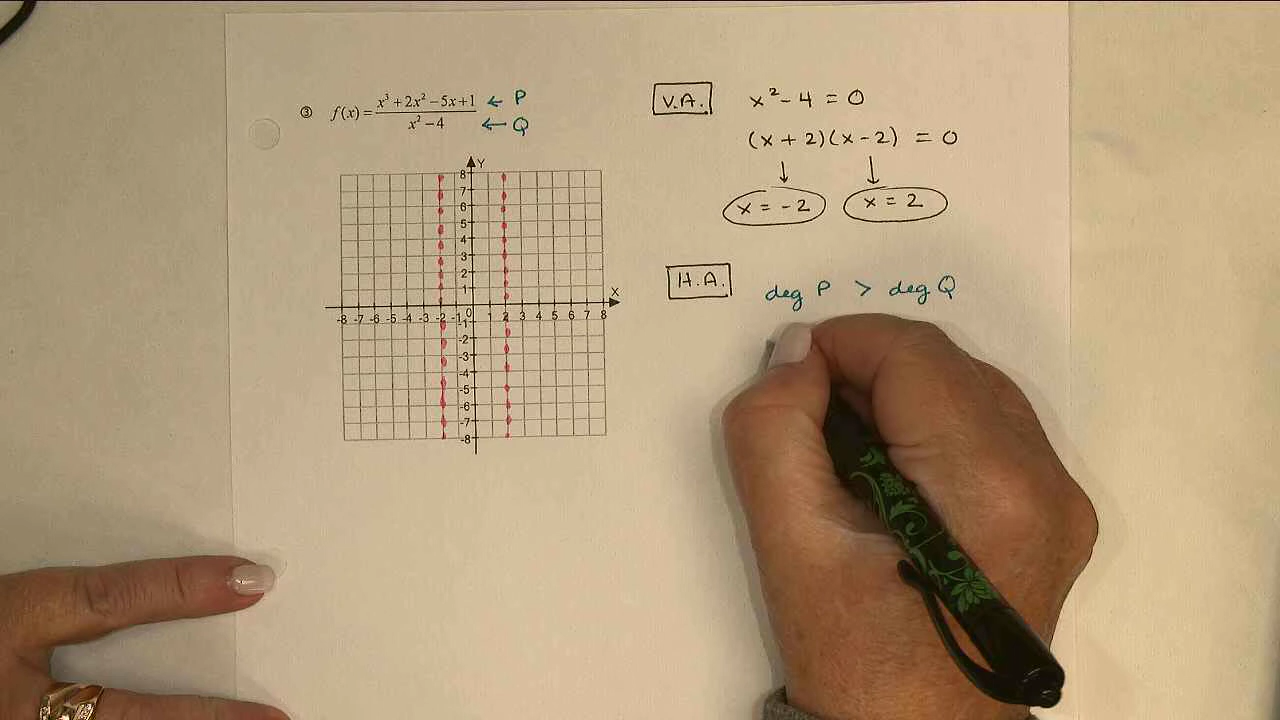 ③ f(x) = (x³ + 2x² − 5x + 1)/(x² − 4) ← P ← Q
Y
8
7
6
5
4
3
2
1
X
-8 -7 -6 -5 -4 -3 -2 -1 0 1 2 3 4 5 6 7 8
-1
-2
-3
-4
-5
-6
-7
-8
V.A. x² − 4 = 0
(x + 2)(x − 2) = 0
↓ ↓
x = −2 x = 2
H.A. deg P > deg Q